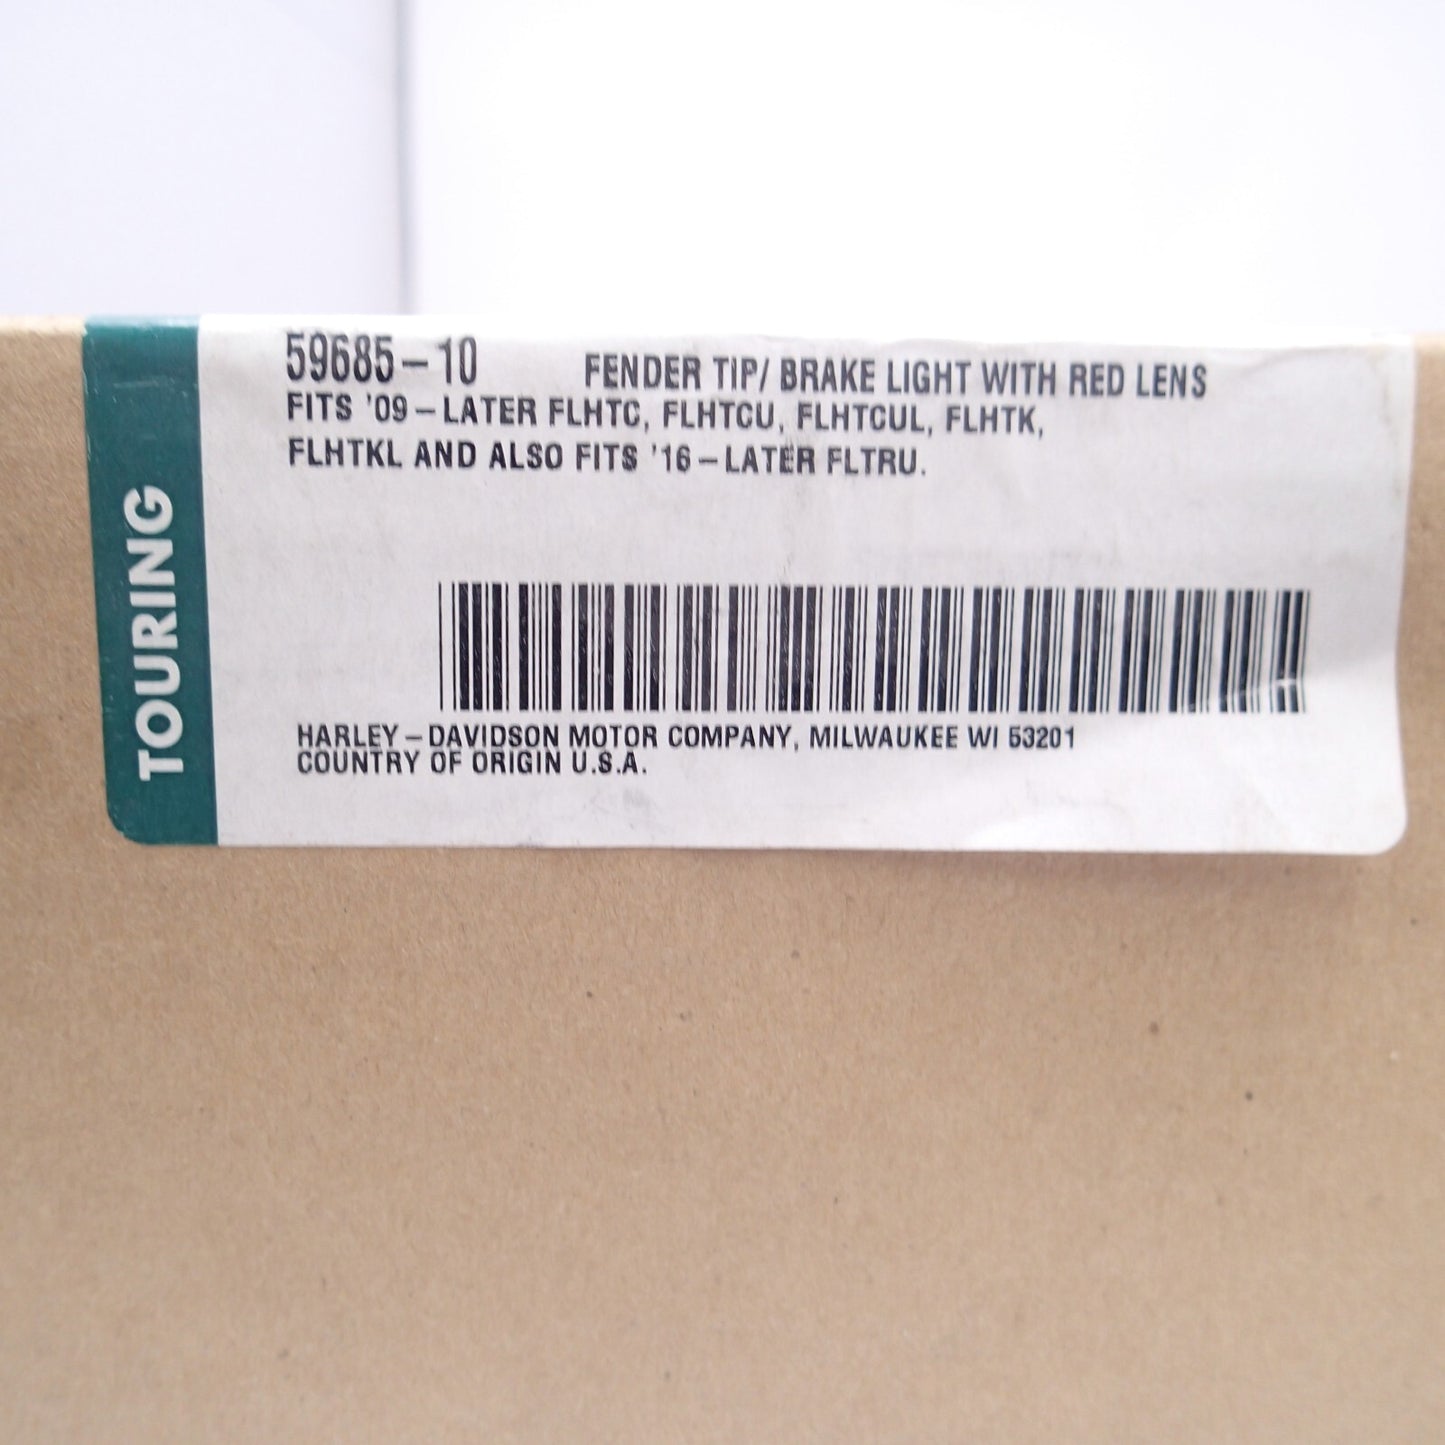 59685-10 FENDER TIP/ BRAKE LIGHT WITH RED LENS
FITS '09-LATER FLHTC, FLHTCU, FLHTCUL, FLHTK,
FLHTKL AND ALSO FITS '16-LATER FLTRU.
TOURING
HARLEY-DAVIDSON MOTOR COMPANY, MILWAUKEE WI 53201
COUNTRY OF ORIGIN U.S.A.